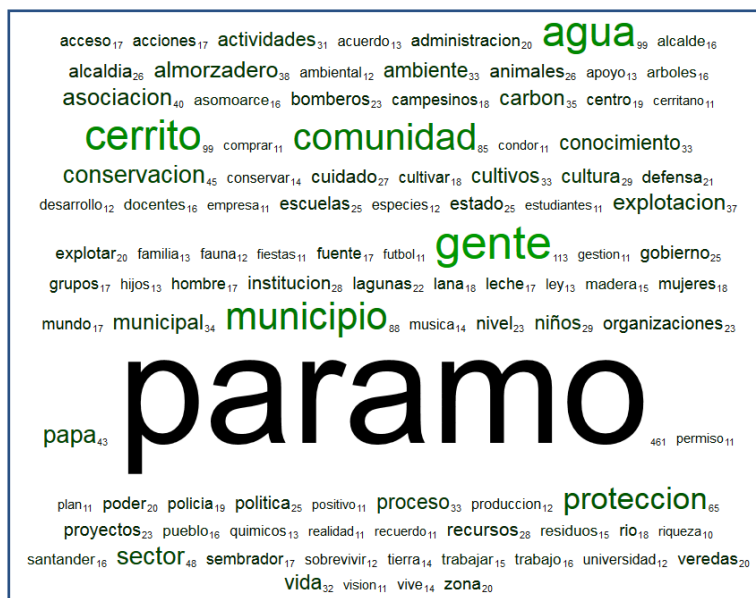 acceso17 acciones17 actividades31 acuerdo13 administracion20 agua99 alcalde16
alcaldia26 almorzadero38 ambiental12 ambiente33 animales26 apoyo13 arboles16
asociacion40 asomoarce16 bomberos23 campesinos18 carbon35 centro19 cerritano11
cerrito99 comprar11 comunidad85 condor11 conocimiento33
conservacion45 conservar14 cuidado27 cultivar18 cultivos33 cultura29 defensa21
desarrollo12 docentes16 empresa11 escuelas25 especies12 estado25 estudiantes11 explotacion37
explotar20 familia13 fauna12 fiestas11 fuente17 futbol11 gente113 gestion11 gobierno25
grupos17 hijos13 hombre17 institucion28 lagunas22 lana18 leche17 ley13 madera15 mujeres18
mundo17 municipal34 municipio88 musica14 nivel23 niños29 organizaciones23
papa43 paramo461 permiso11
plan11 poder20 policia19 politica25 positivo11 proceso33 produccion12 proteccion65
proyectos23 pueblo16 quimicos13 realidad11 recuerdo11 recursos28 residuos15 rio18 riqueza10
santander16 sector48 sembrador17 sobrevivir12 tierra14 trabajar15 trabajo16 universidad12 veredas20
vida32 vision11 vive14 zona20